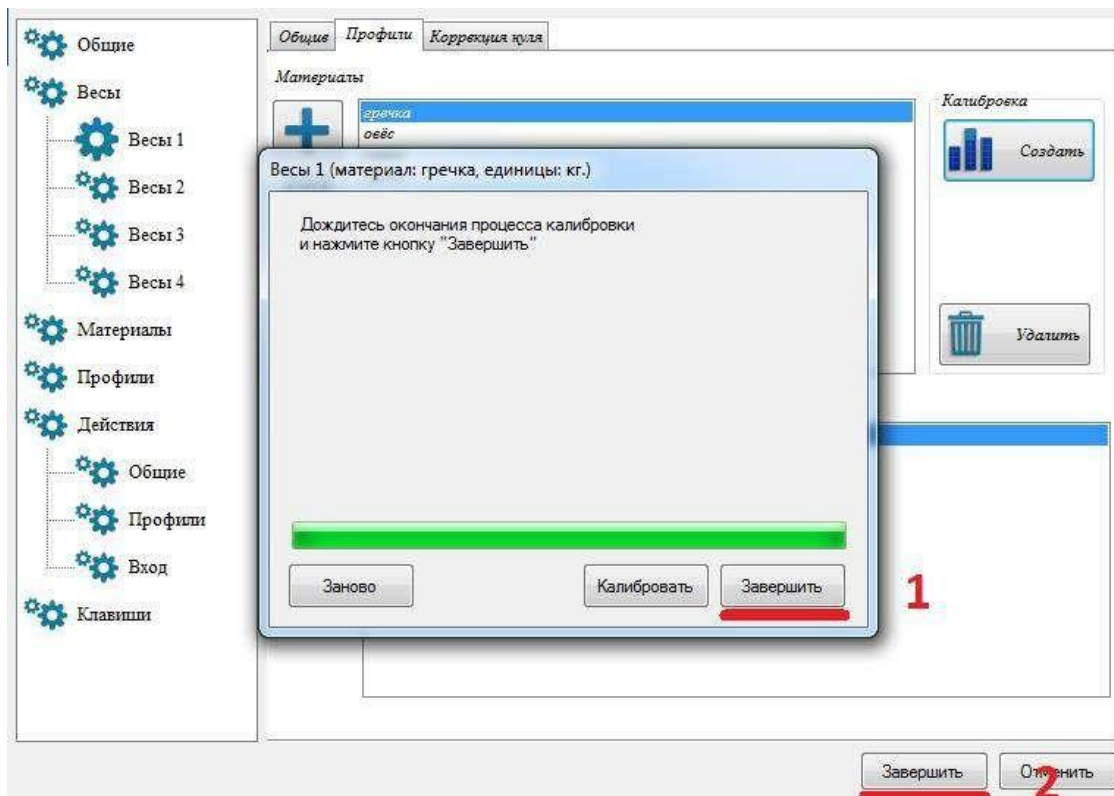 Общие
Весы
Весы 1
Весы 2
Весы 3
Весы 4
Материалы
Профили
Действия
Общие
Профили
Вход
Клавиши
Общие Профили Коррекция нуля
Материалы
гречка
овёс
Калибровка
Создать
Удалить
Весы 1 (материал: гречка, единицы: кг.)
Дождитесь окончания процесса калибровки
и нажмите кнопку "Завершить"
Заново Калибровать Завершить
1
Завершить Отменить
2